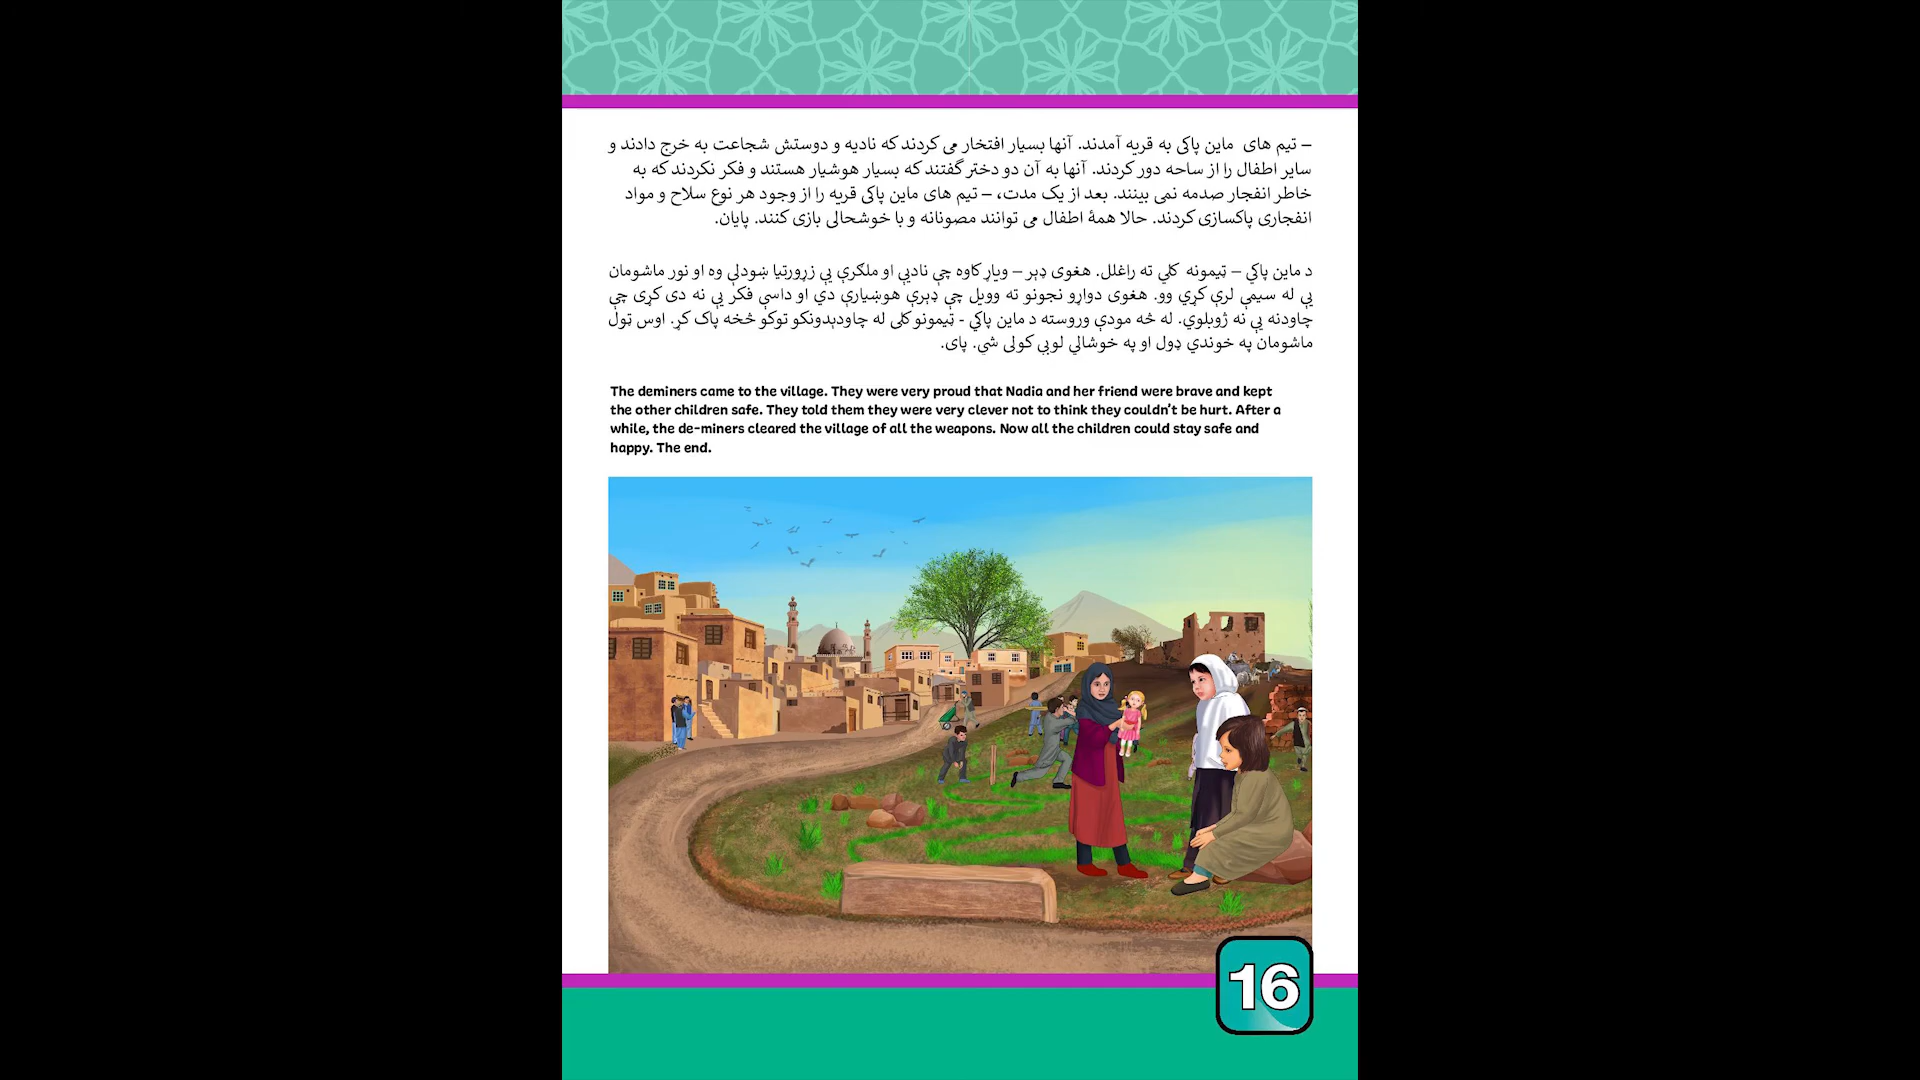 – تیم های ماین پاکی به قریه آمدند. آنها بسیار افتخار می کردند که نادیه و دوستش شجاعت به خرج دادند و
سایر اطفال را از ساحه دور کردند. آنها به آن دو دختر گفتند که بسیار هوشیار هستند و فکر نکردند که به
خاطر انفجار صدمه نمی بینند. بعد از یک مدت، – تیم های ماین پاکی قریه را از وجود هر نوع سلاح و مواد
انفجاری پاکسازی کردند. حالا همهٔ اطفال می توانند مصونانه و با خوشحالی بازی کنند. پایان.
د ماین پاکي – ټیمونه کلي ته راغلل. هغوی ډېر – ویاړ کاوه چې نادیې او ملګرې یې زړورتیا ښودلې وه او نور ماشومان
یې له سیمې لرې کړي وو. هغوی دواړو نجونو ته وویل چې ډېرې هوښیارې دي او داسې فکر یې نه دی کړی چې
چاودنه یې نه ژوبلوي. له څه مودې وروسته د ماین پاکي - ټیمونو کلی له چاودېدونکو توکو څخه پاک کړ. اوس ټول
ماشومان په خوندي ډول او په خوشالي لوبې کولی شي. پای.
The deminers came to the village. They were very proud that Nadia and her friend were brave and kept
the other children safe. They told them they were very clever not to think they couldn't be hurt. After a
while, the de-miners cleared the village of all the weapons. Now all the children could stay safe and
happy. The end.
16